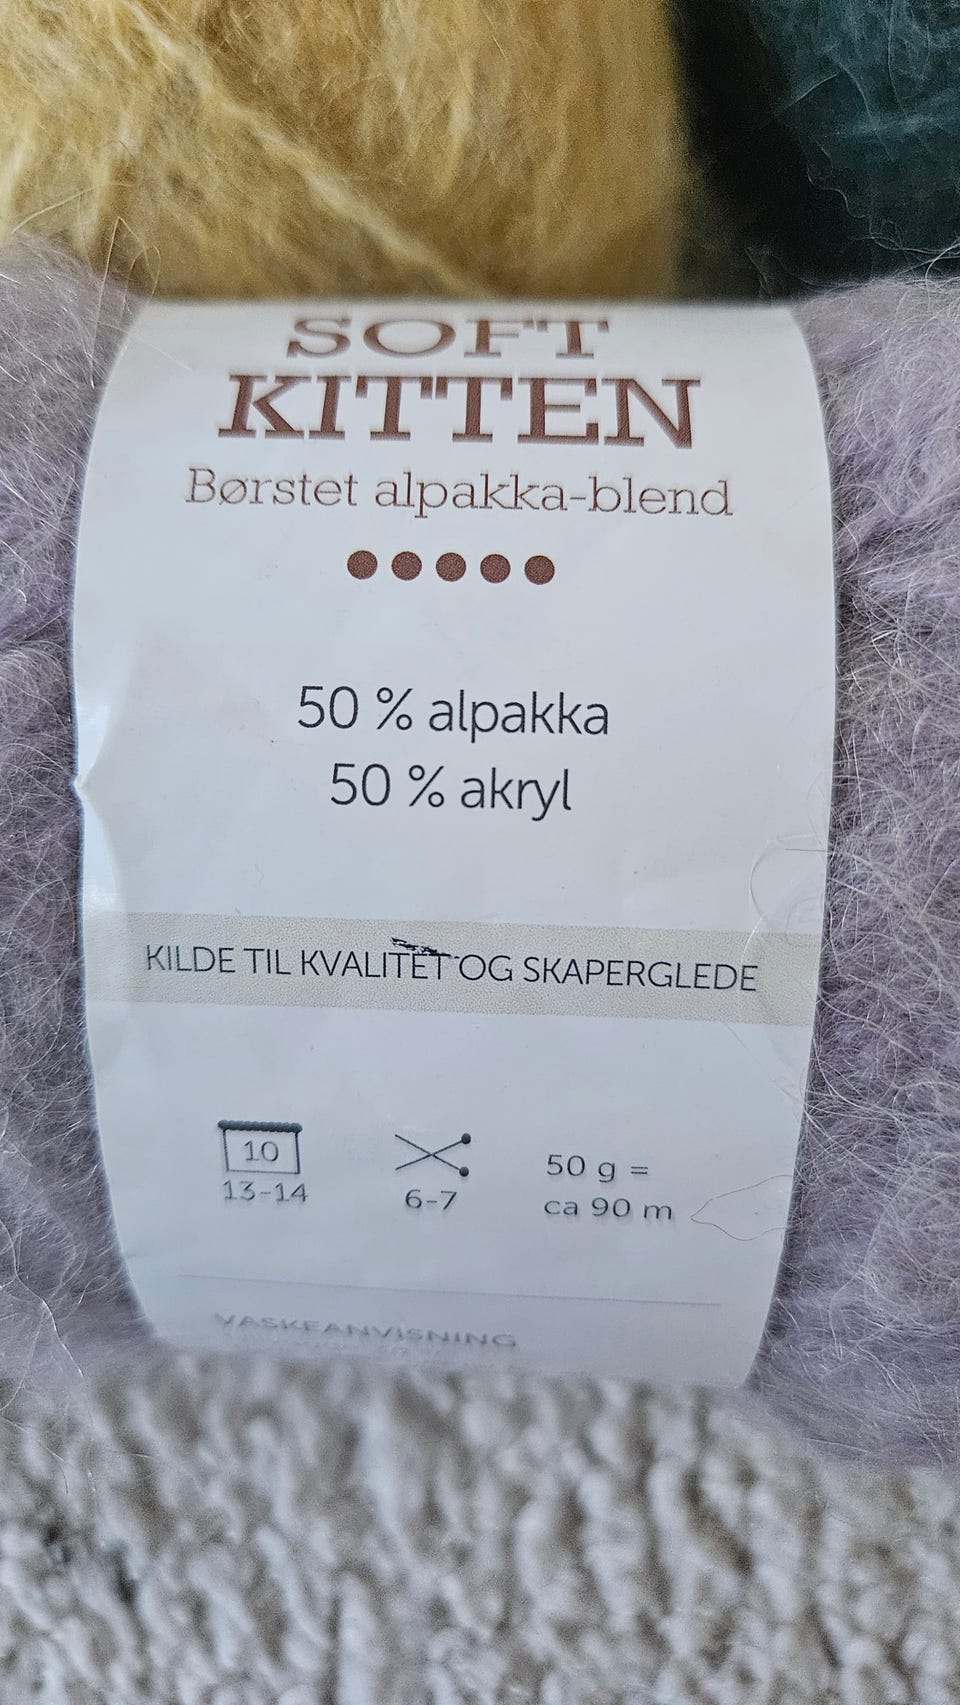 SOFT
KITTEN
Børstet alpakka-blend
50 % alpakka
50 % akryl
KILDE TIL KVALITET OG SKAPERGLEDE
10
13-14
6-7
50 g =
ca 90 m
VASKEANVISNING